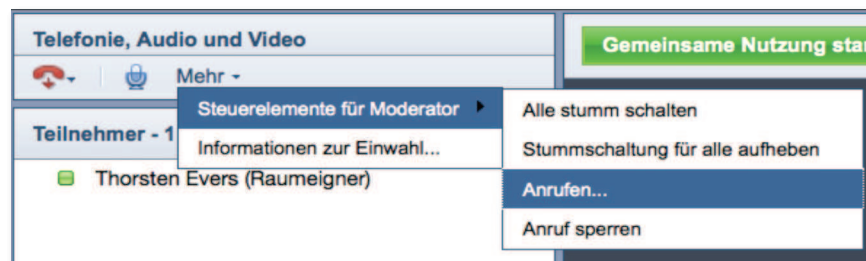 Telefonie, Audio und Video
Gemeinsame Nutzung
Mehr
Steuerelemente für Moderator
Alle stumm schalten
Teilnehmer - 1
Informationen zur Einwahl...
Stummschaltung für alle aufheben
Thorsten Evers (Raumeigner)
Anrufen...
Anruf sperren